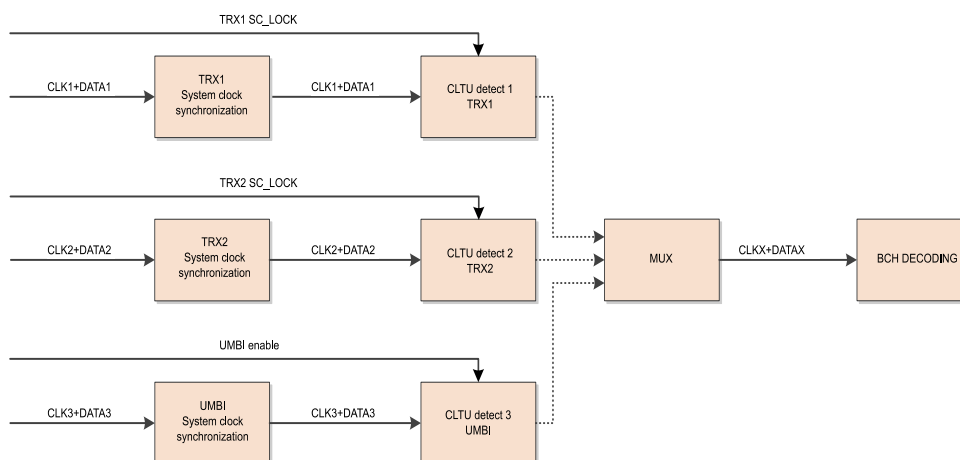 TRX1 SC_LOCK
CLK1+DATA1
TRX1
System clock
synchronization
CLK1+DATA1
CLTU detect 1
TRX1
TRX2 SC_LOCK
CLK2+DATA2
TRX2
System clock
synchronization
CLK2+DATA2
CLTU detect 2
TRX2
MUX
CLKX+DATAX
BCH DECODING
UMBI enable
CLK3+DATA3
UMBI
System clock
synchronization
CLK3+DATA3
CLTU detect 3
UMBI